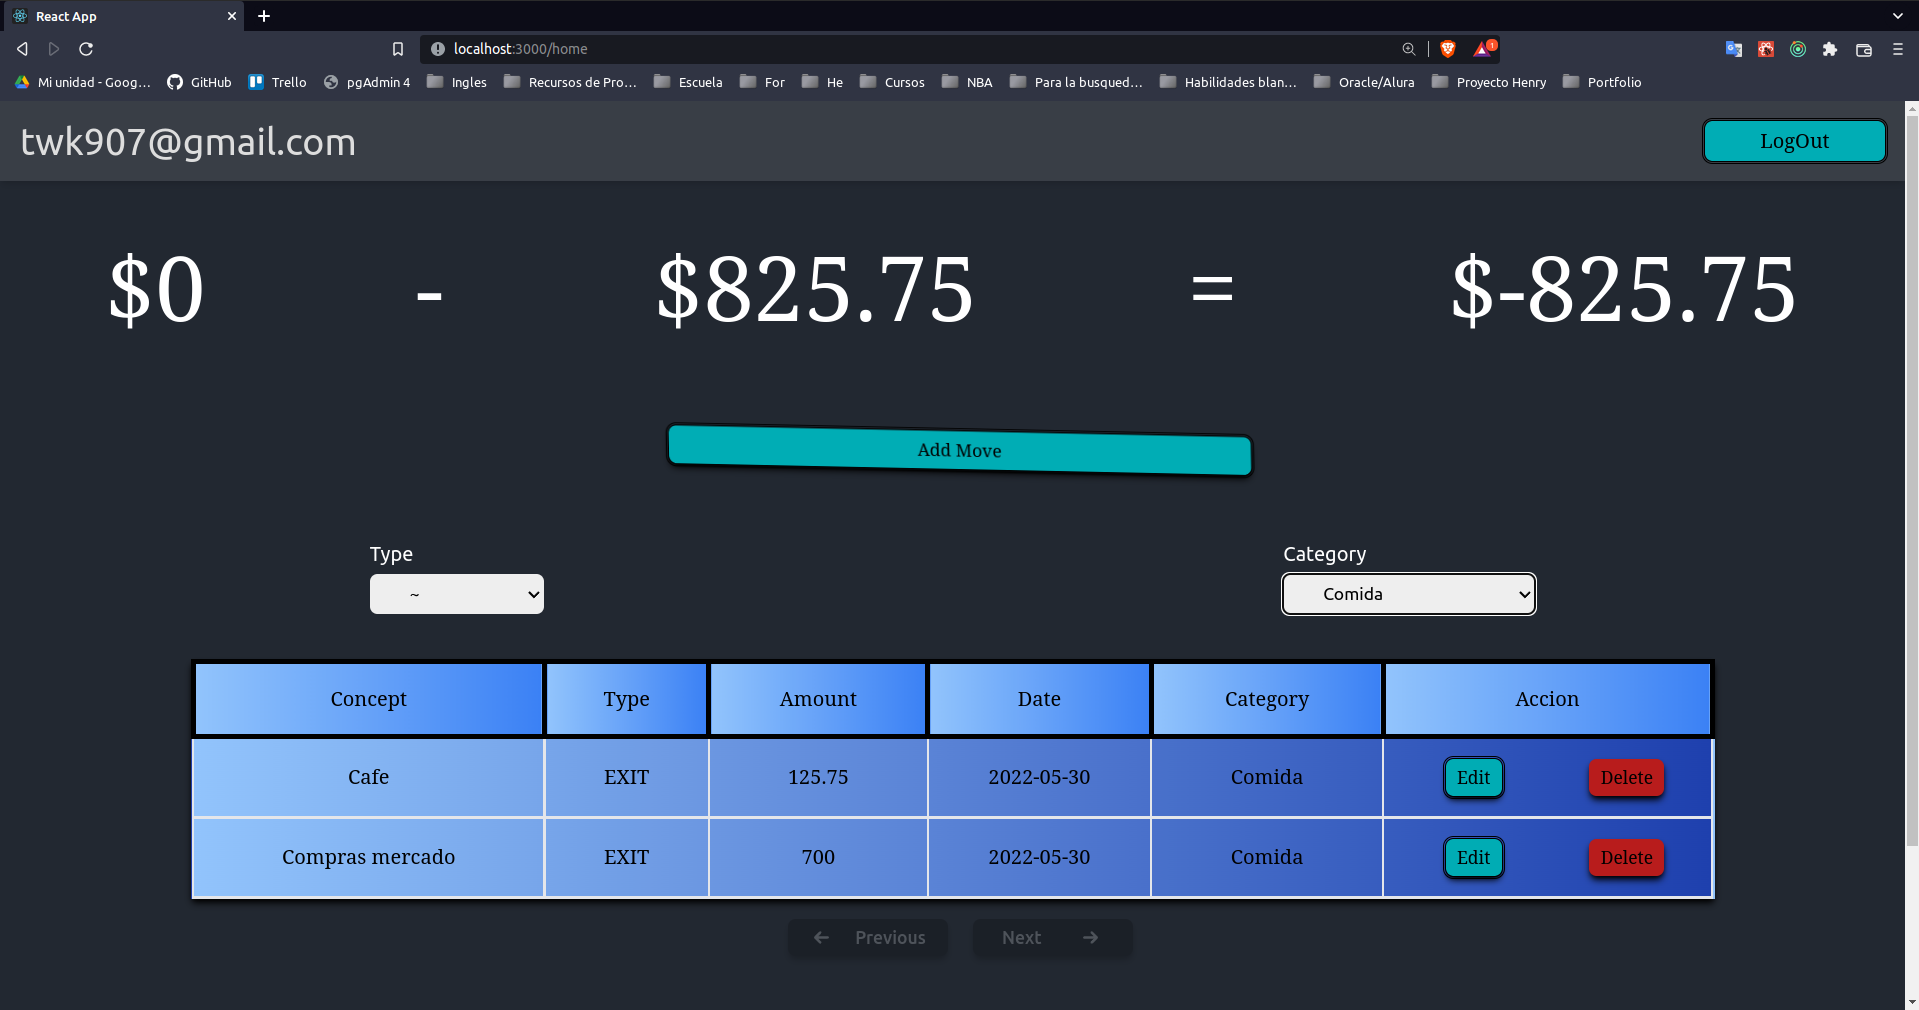 React App
localhost:3000/home
1
Mi unidad - Goog... GitHub Trello pgAdmin 4 Ingles Recursos de Pro... Escuela For He Cursos NBA Para la busqued... Habilidades blan... Oracle/Alura Proyecto Henry Portfolio
twk907@gmail.com LogOut
$0 - $825.75 = $-825.75
Add Move
Type Category
~ Comida
Concept Type Amount Date Category Accion
Cafe EXIT 125.75 2022-05-30 Comida Edit Delete
Compras mercado EXIT 700 2022-05-30 Comida Edit Delete
Previous Next